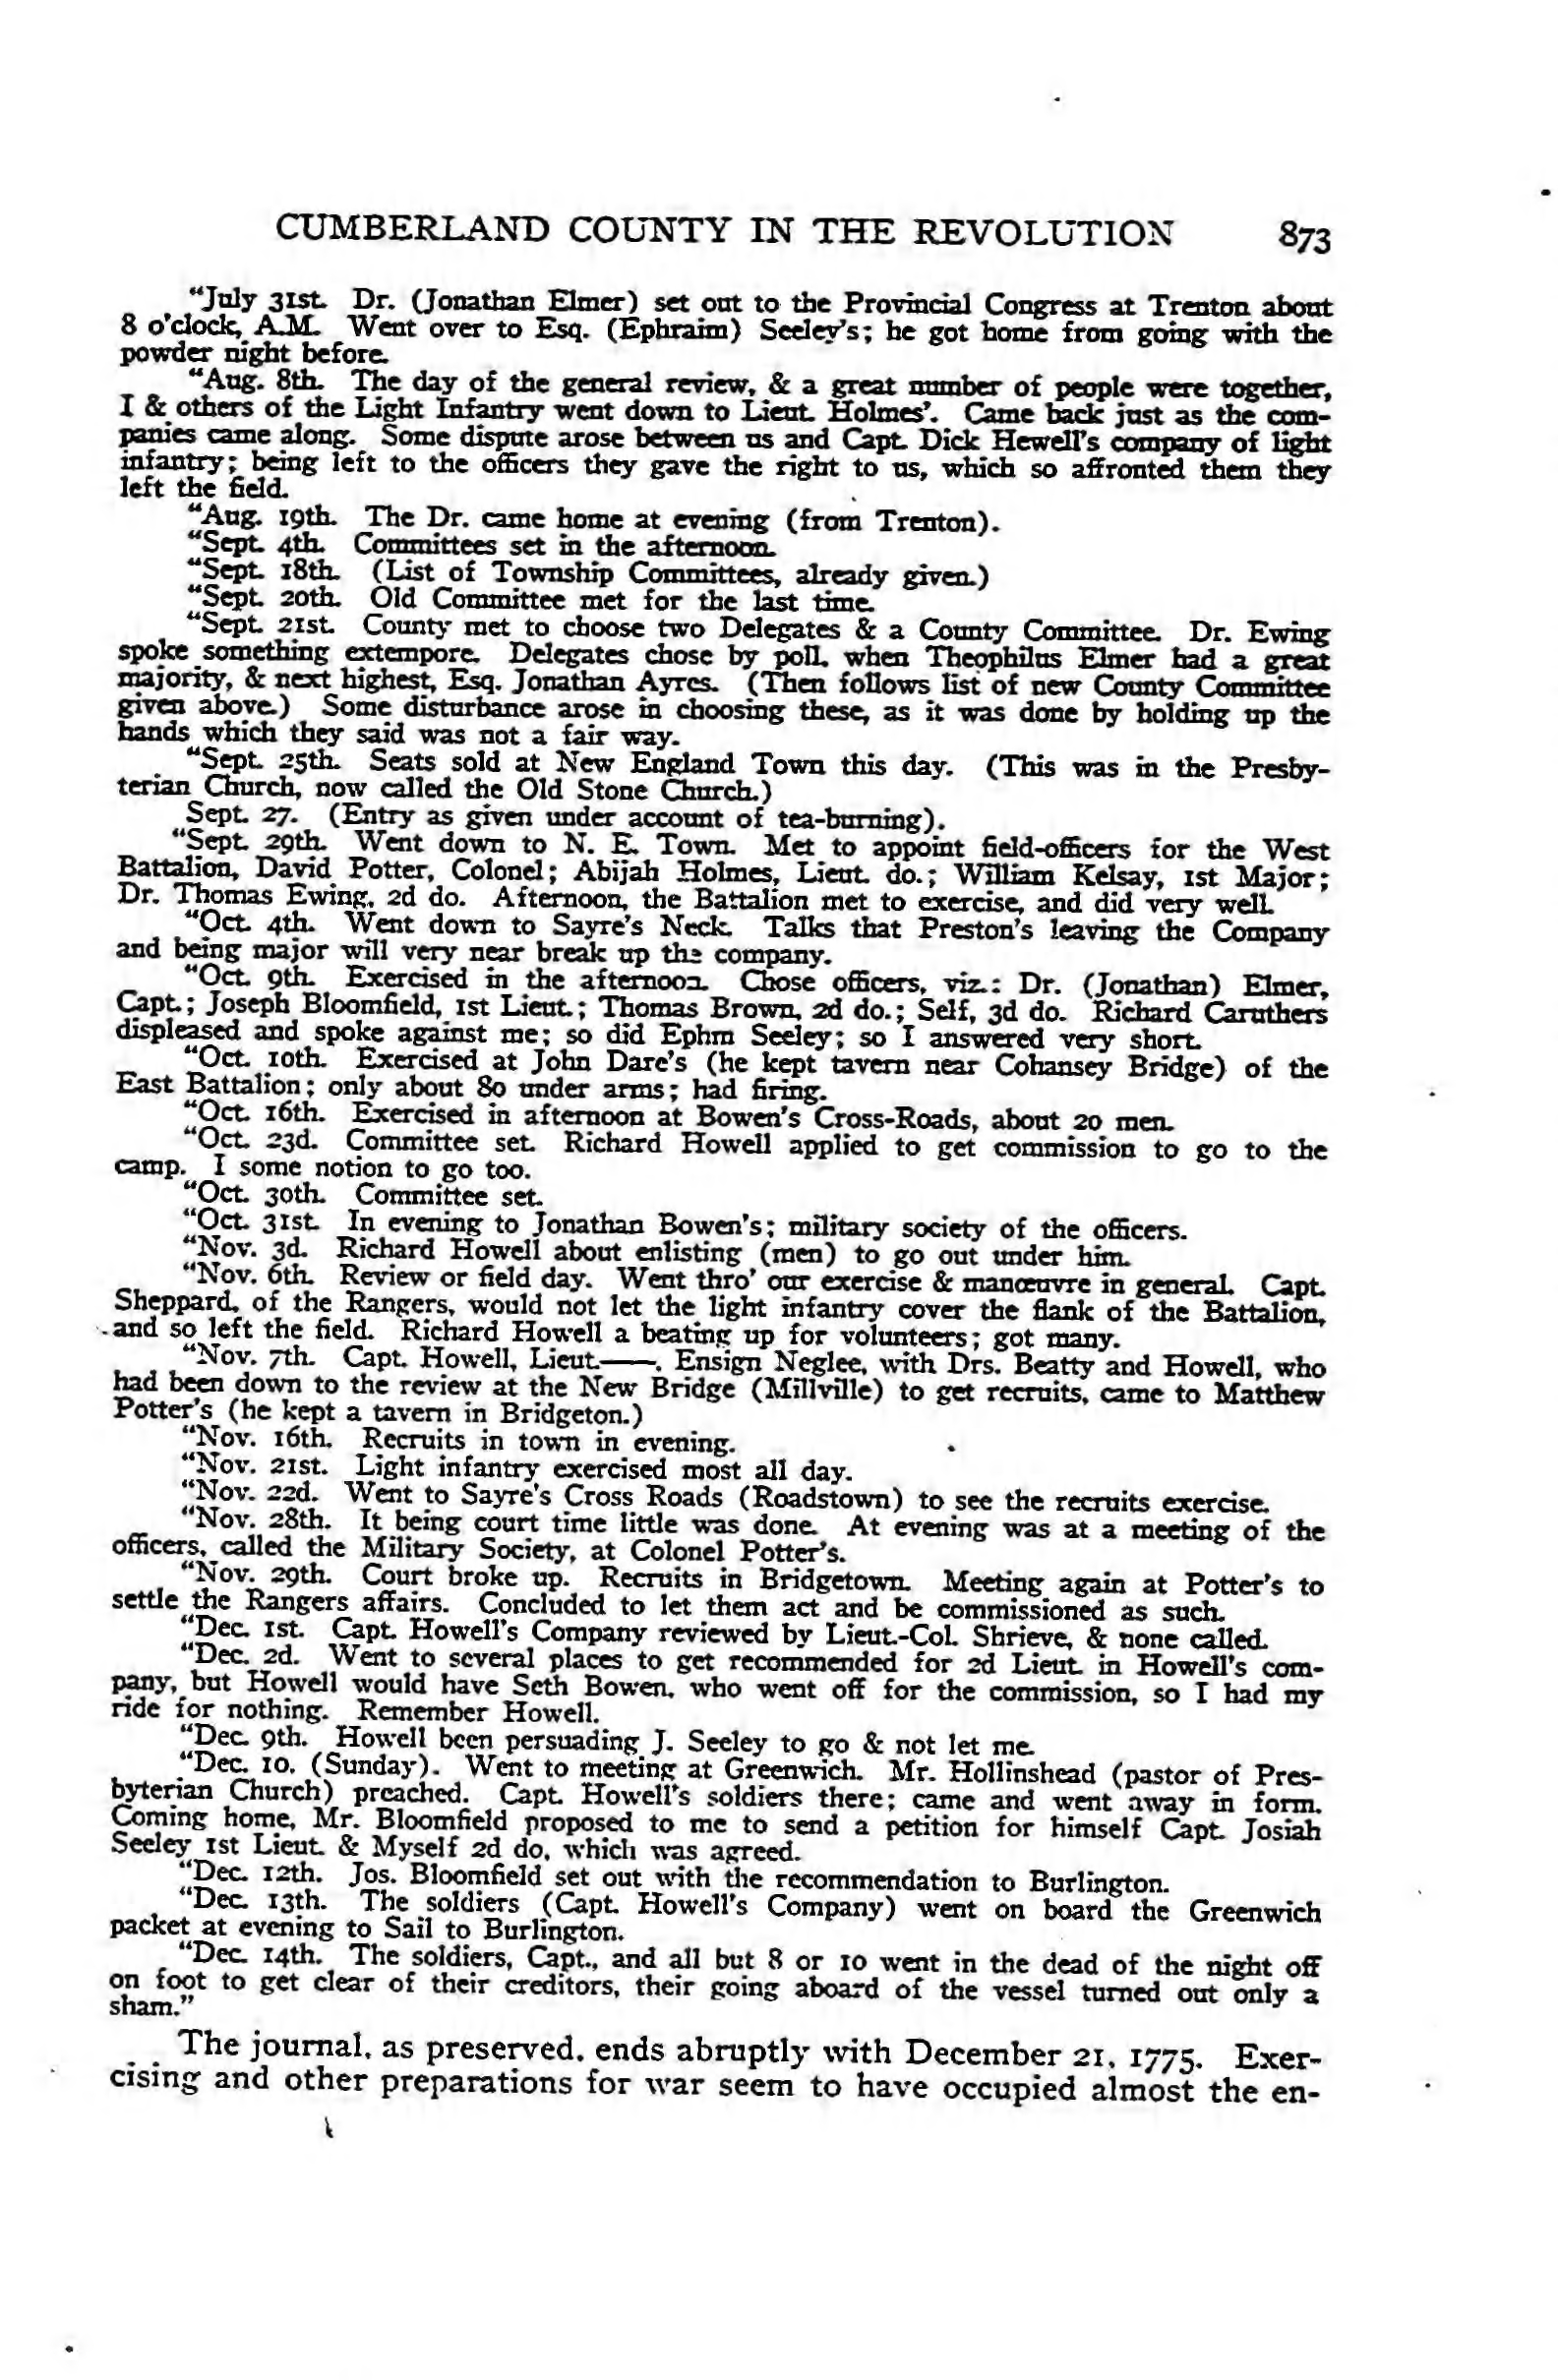 CUMBERLAND COUNTY IN THE REVOLUTION 873
"July 31st. Dr. (Jonathan Elmer) set out to the Provincial Congress at Trenton about
8 o'clock, A.M. Went over to Esq. (Ephraim) Seeley's; he got home from going with the
powder night before.
"Aug. 8th. The day of the general review, & a great number of people were together,
I & others of the Light Infantry went down to Lieut. Holmes'. Came back just as the com-
panies came along. Some dispute arose between us and Capt. Dick Hewell's company of light
infantry; being left to the officers they gave the right to us, which so affronted them they
left the field.
"Aug. 19th. The Dr. came home at evening (from Trenton).
"Sept. 4th. Committees set in the afternoon.
"Sept. 18th. (List of Township Committees, already given.)
"Sept. 20th. Old Committee met for the last time.
"Sept. 21st. County met to choose two Delegates & a County Committee. Dr. Ewing
spoke something extempore. Delegates chose by poll, when Theophilus Elmer had a great
majority, & next highest, Esq. Jonathan Ayres. (Then follows list of new County Committee
given above.) Some disturbance arose in choosing these, as it was done by holding up the
hands which they said was not a fair way.
"Sept. 25th. Seats sold at New England Town this day. (This was in the Presby-
terian Church, now called the Old Stone Church.)
Sept. 27. (Entry as given under account of tea-burning).
"Sept. 29th. Went down to N. E. Town. Met to appoint field-officers for the West
Battalion, David Potter, Colonel; Abijah Holmes, Lieut. do.; William Kelsay, 1st Major;
Dr. Thomas Ewing, 2d do. Afternoon, the Battalion met to exercise, and did very well.
"Oct. 4th. Went down to Sayre's Neck. Talks that Preston's leaving the Company
and being major will very near break up the company.
"Oct. 9th. Exercised in the afternoon. Chose officers, viz.: Dr. (Jonathan) Elmer,
Capt.; Joseph Bloomfield, 1st Lieut.; Thomas Brown, 2d do.; Self, 3d do. Richard Caruthers
displeased and spoke against me; so did Ephm Seeley; so I answered very short.
"Oct. 10th. Exercised at John Dare's (he kept tavern near Cohansey Bridge) of the
East Battalion; only about 80 under arms; had firing.
"Oct. 16th. Exercised in afternoon at Bowen's Cross-Roads, about 20 men.
"Oct. 23d. Committee set. Richard Howell applied to get commission to go to the
camp. I some notion to go too.
"Oct. 30th. Committee set.
"Oct. 31st. In evening to Jonathan Bowen's; military society of the officers.
"Nov. 3d. Richard Howell about enlisting (men) to go out under him.
"Nov. 6th. Review or field day. Went thro' our exercise & manœuvre in general. Capt.
Sheppard, of the Rangers, would not let the light infantry cover the flank of the Battalion,
and so left the field. Richard Howell a beating up for volunteers; got many.
"Nov. 7th. Capt. Howell, Lieut.——. Ensign Neglee, with Drs. Beatty and Howell, who
had been down to the review at the New Bridge (Millville) to get recruits, came to Matthew
Potter's (he kept a tavern in Bridgeton.)
"Nov. 16th. Recruits in town in evening.
"Nov. 21st. Light infantry exercised most all day.
"Nov. 22d. Went to Sayre's Cross Roads (Roadstown) to see the recruits exercise.
"Nov. 28th. It being court time little was done. At evening was at a meeting of the
officers, called the Military Society, at Colonel Potter's.
"Nov. 29th. Court broke up. Recruits in Bridgetown. Meeting again at Potter's to
settle the Rangers affairs. Concluded to let them act and be commissioned as such.
"Dec. 1st. Capt. Howell's Company reviewed by Lieut.-Col. Shrieve, & none called.
"Dec. 2d. Went to several places to get recommended for 2d Lieut. in Howell's com-
pany, but Howell would have Seth Bowen, who went off for the commission, so I had my
ride for nothing. Remember Howell.
"Dec. 9th. Howell been persuading J. Seeley to go & not let me.
"Dec. 10. (Sunday). Went to meeting at Greenwich. Mr. Hollinshead (pastor of Pres-
byterian Church) preached. Capt. Howell's soldiers there; came and went away in form.
Coming home, Mr. Bloomfield proposed to me to send a petition for himself Capt. Josiah
Seeley 1st Lieut. & Myself 2d do, which was agreed.
"Dec. 12th. Jos. Bloomfield set out with the recommendation to Burlington.
"Dec. 13th. The soldiers (Capt. Howell's Company) went on board the Greenwich
packet at evening to Sail to Burlington.
"Dec. 14th. The soldiers, Capt., and all but 8 or 10 went in the dead of the night off
on foot to get clear of their creditors, their going aboard of the vessel turned out only a
sham."
The journal, as preserved, ends abruptly with December 21, 1775. Exer-
cising and other preparations for war seem to have occupied almost the en-